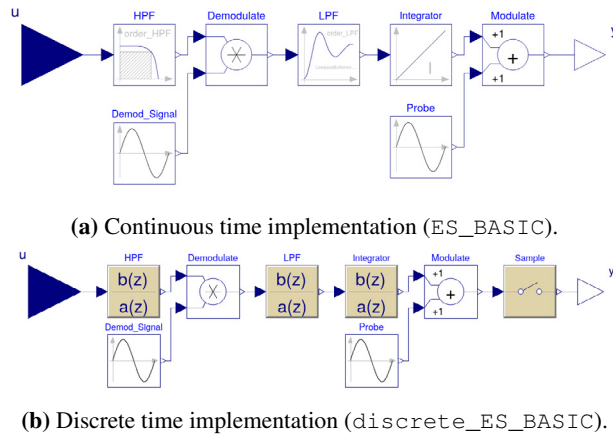 u
HPF
Demodulate
LPF
Integrator
Modulate
y
order_HPF
order_LPF
+1
I
+
+1
Demod_Signal
Probe
(a) Continuous time implementation (ES_BASIC).
u
HPF
Demodulate
LPF
Integrator
Modulate
Sample
y
b(z)
b(z)
b(z)
+1
+
a(z)
a(z)
a(z)
+1
Demod_Signal
Probe
(b) Discrete time implementation (discrete_ES_BASIC).